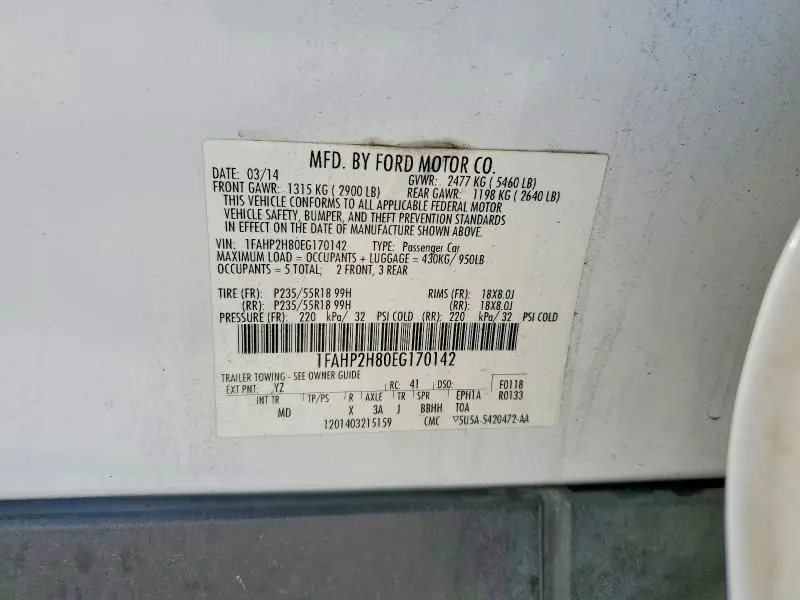 MFD. BY FORD MOTOR CO.
DATE: 03/14 GVWR: 2477 KG ( 5460 LB)
FRONT GAWR: 1315 KG ( 2900 LB) REAR GAWR: 1198 KG ( 2640 LB)
THIS VEHICLE CONFORMS TO ALL APPLICABLE FEDERAL MOTOR
VEHICLE SAFETY, BUMPER, AND THEFT PREVENTION STANDARDS
IN EFFECT ON THE DATE OF MANUFACTURE SHOWN ABOVE.
VIN: 1FAHP2H80EG170142 TYPE: Passenger Car
MAXIMUM LOAD = OCCUPANTS + LUGGAGE = 430KG/ 950LB
OCCUPANTS = 5 TOTAL; 2 FRONT, 3 REAR
TIRE (FR): P235/55R18 99H RIMS (FR): 18X8.0J
(RR): P235/55R18 99H (RR): 18X8.0J
PRESSURE (FR): 220 kPa/ 32 PSI COLD (RR): 220 kPa/ 32 PSI COLD
1FAHP2H80EG170142
TRAILER TOWING - SEE OWNER GUIDE
EXT PNT: YZ RC: 41 DSO: F0118
INT TR TP/PS R AXLE TR SPR EPH1A R0133
MD X 3A J BBHH TOA
1201403215159 CMC 5U5A-5420472-AA